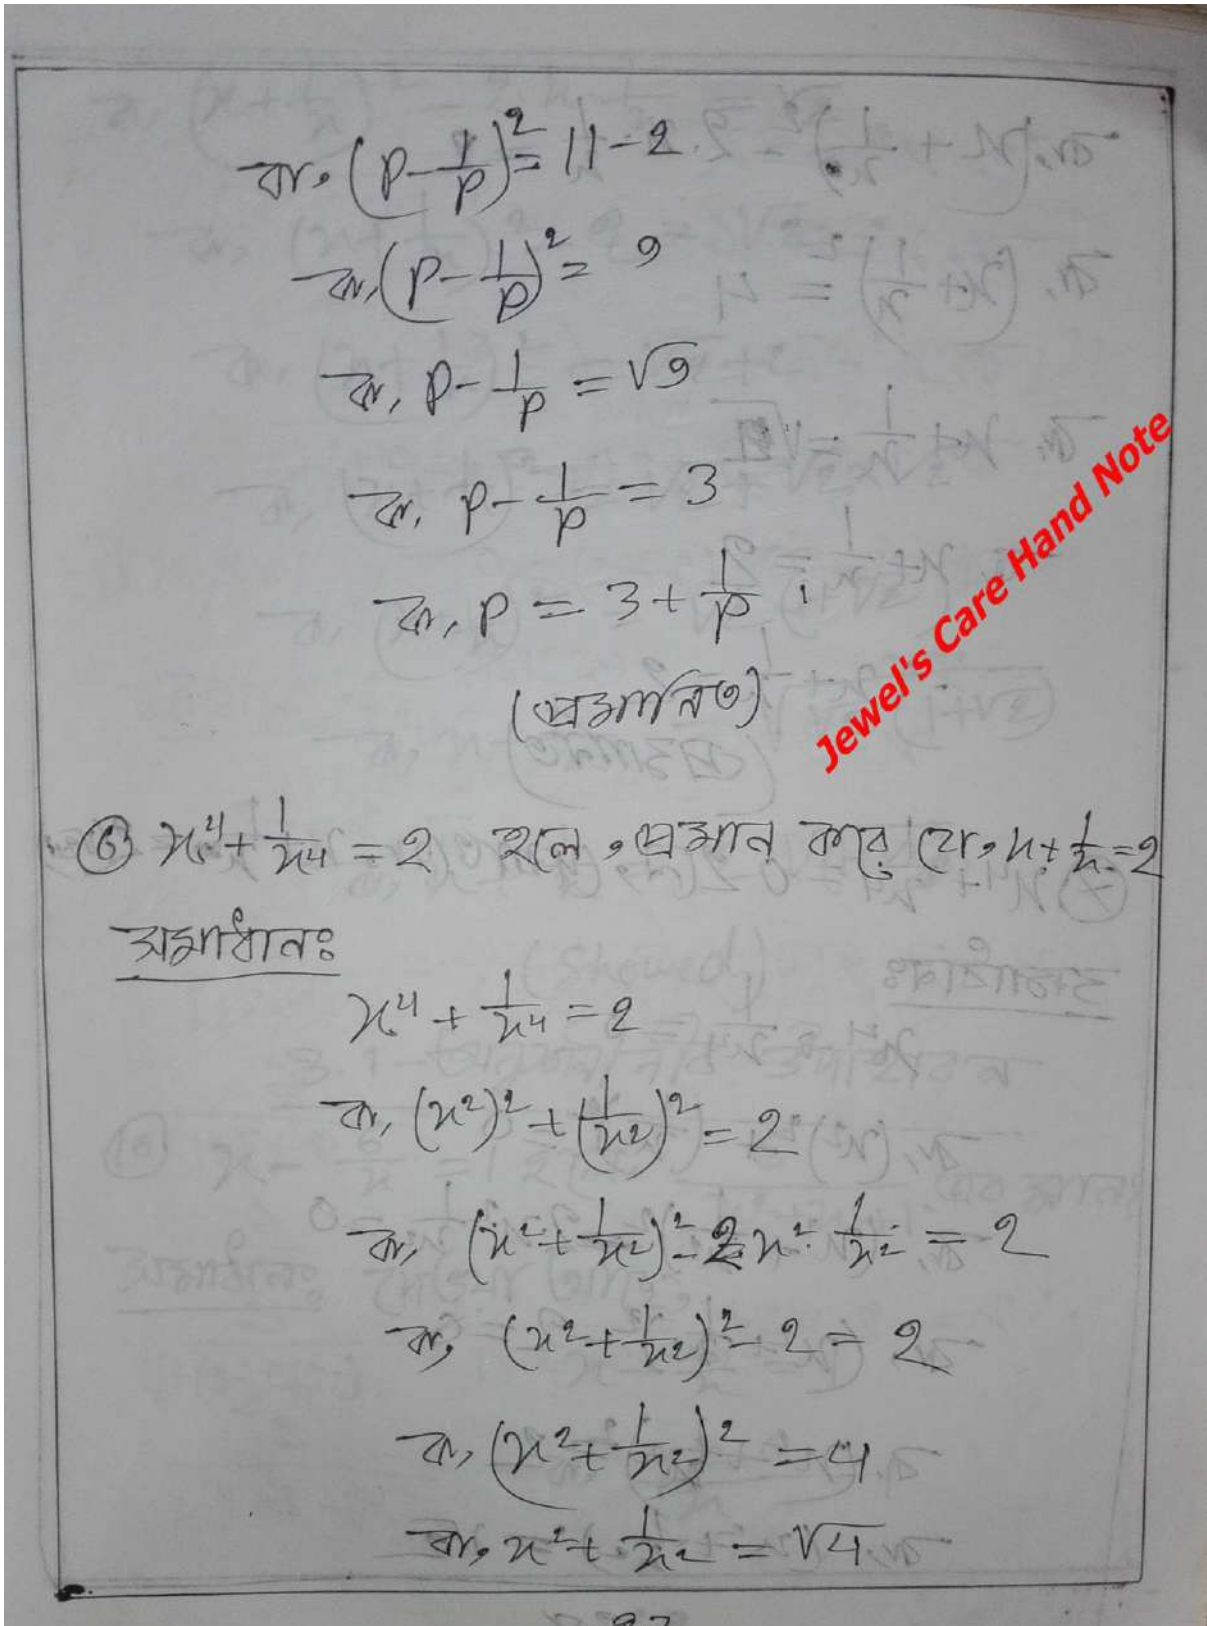 বা, (p - 1/p)² = 11 - 2
বা, (p - 1/p)² = 9
বা, p - 1/p = √9
বা, p - 1/p = 3
বা, p = 3 + 1/p ।
(প্রমানিত)
Jewel's Care Hand Note
⑥ x⁴ + 1/x⁴ = 2 হলে, প্রমান করে যে, x + 1/x = 2
সমাধানঃ
x⁴ + 1/x⁴ = 2
বা, (x²)² + (1/x²)² = 2
বা, (x² + 1/x²)² - 2x² · 1/x² = 2
বা, (x² + 1/x²)² - 2 = 2
বা, (x² + 1/x²)² = 4
বা, x² + 1/x² = √4